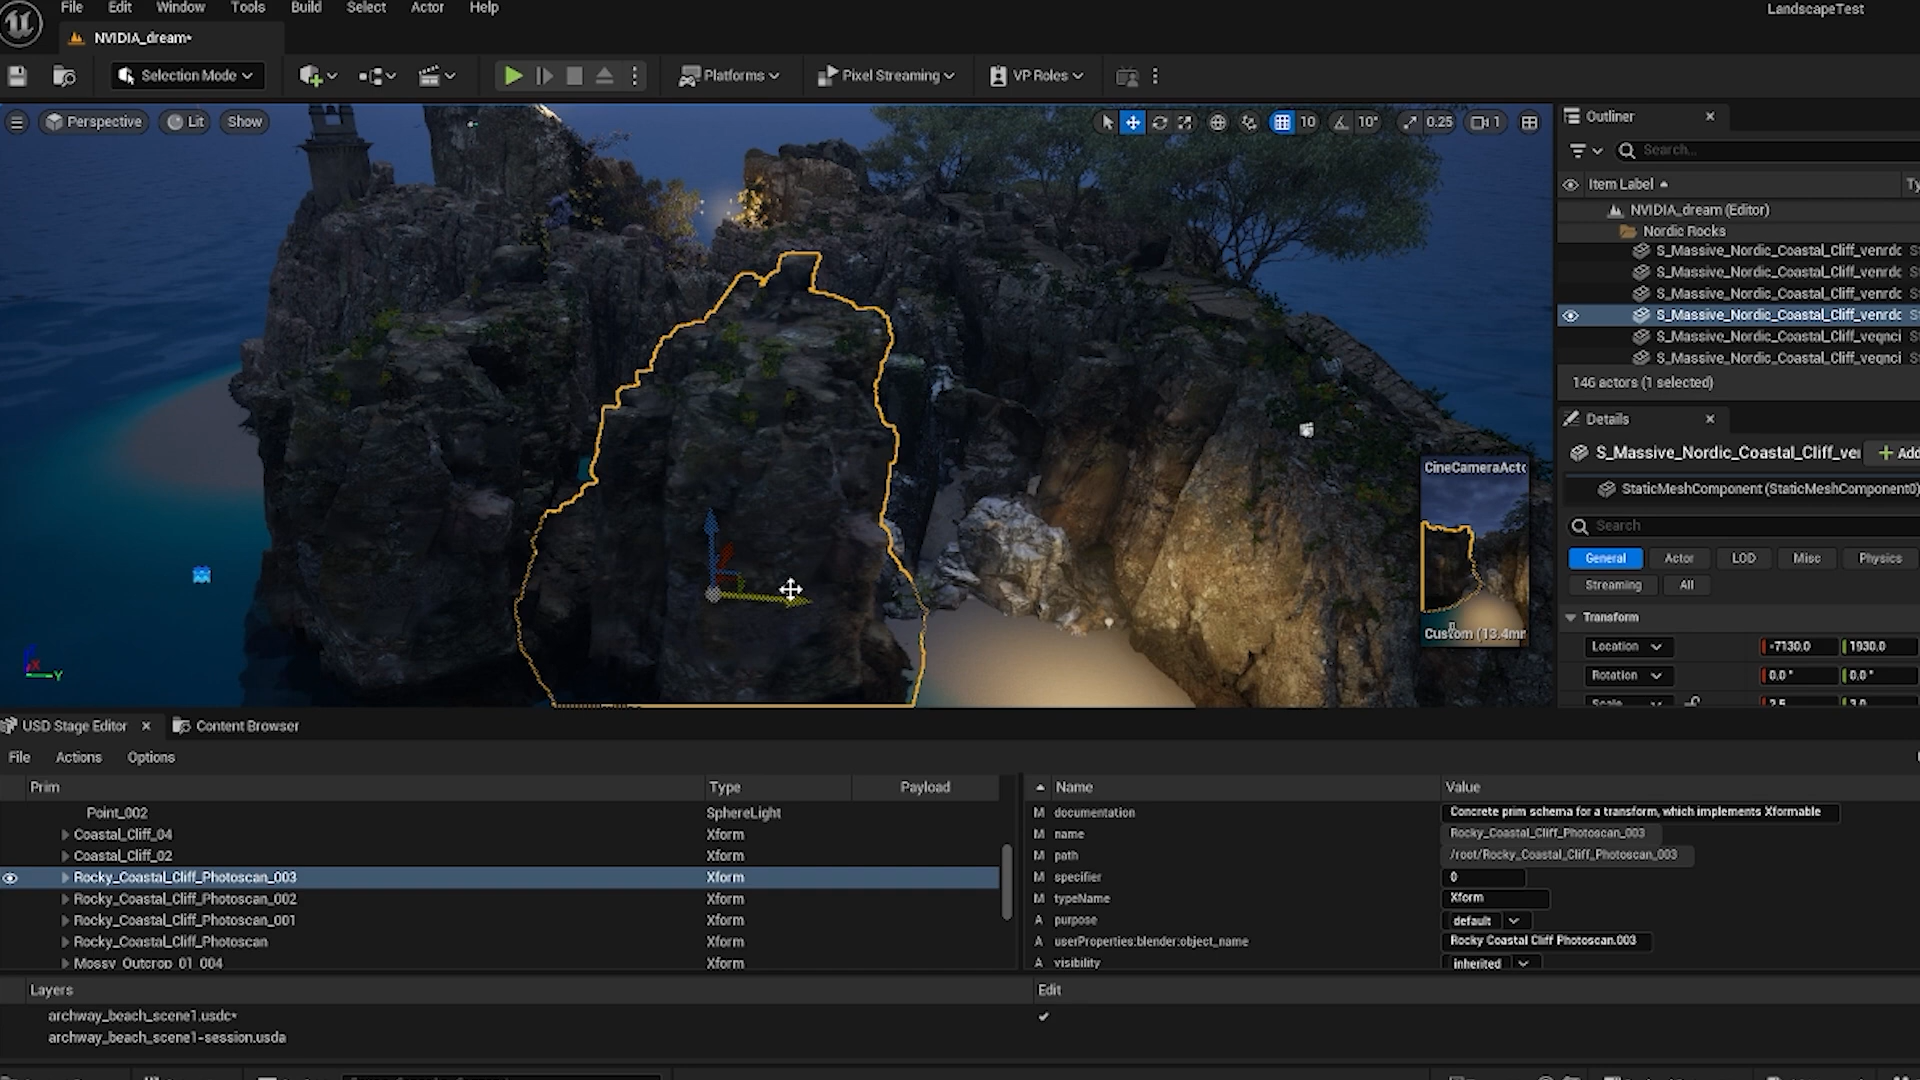 File Edit Window Tools Build Select Actor Help
LandscapeTest
NVIDIA_dream*
Selection Mode
Platforms
Pixel Streaming
VP Roles
Perspective
Lit
Show
10
10°
0.25
1
Outliner
Search...
Item Label
NVIDIA_dream (Editor)
Nordic Rocks
S_Massive_Nordic_Coastal_Cliff_venrdc
S_Massive_Nordic_Coastal_Cliff_venrdc
S_Massive_Nordic_Coastal_Cliff_venrdc
S_Massive_Nordic_Coastal_Cliff_venrdc
S_Massive_Nordic_Coastal_Cliff_veqnci
S_Massive_Nordic_Coastal_Cliff_veqnci
146 actors (1 selected)
Details
S_Massive_Nordic_Coastal_Cliff_ve
Add
StaticMeshComponent (StaticMeshComponent0)
Search
General Actor LOD Misc Physics
Streaming All
Transform
Location -7130.0 1930.0
Rotation 0.0° 0.0°
Scale 2.5 3.0
CineCameraActo
Custom (13.4mm
X
Y
USD Stage Editor
Content Browser
File Actions Options
Prim Type Payload
Point_002 SphereLight
Coastal_Cliff_04 Xform
Coastal_Cliff_02 Xform
Rocky_Coastal_Cliff_Photoscan_003 Xform
Rocky_Coastal_Cliff_Photoscan_002 Xform
Rocky_Coastal_Cliff_Photoscan_001 Xform
Rocky_Coastal_Cliff_Photoscan Xform
Mossy_Outcrop_01_004 Xform
Name Value
M documentation Concrete prim schema for a transform, which implements Xformable
M name Rocky_Coastal_Cliff_Photoscan_003
M path /root/Rocky_Coastal_Cliff_Photoscan_003
M specifier 0
M typeName Xform
A purpose default
A userProperties:blender:object_name Rocky Coastal Cliff Photoscan.003
A visibility inherited
Layers Edit
archway_beach_scene1.usdc*
archway_beach_scene1-session.usda